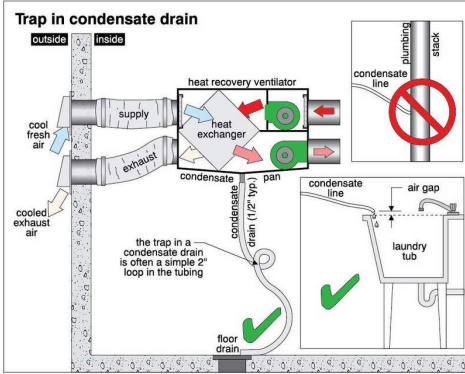 Trap in condensate drain
outside
inside
heat recovery ventilator
supply
heat
exchanger
cool
fresh
air
exhaust
condensate
pan
cooled
exhaust
air
condensate
drain (1/2" typ.)
the trap in a
condensate drain
is often a simple 2"
loop in the tubing
floor
drain
plumbing
stack
condensate
line
condensate
line
air gap
laundry
tub